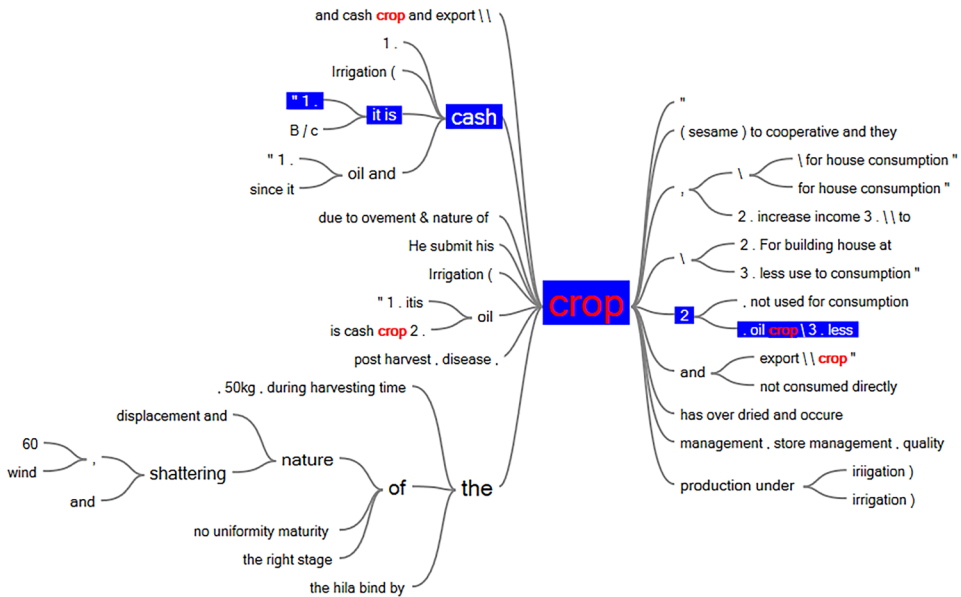 and cash crop and export \ \
1 .
Irrigation (
" 1 .
B / c
it is
cash
" 1 .
since it
oil and
due to ovement & nature of
He submit his
Irrigation (
" 1 . itis
is cash crop 2 .
oil
post harvest . disease .
. 50kg . during harvesting time
displacement and
60
wind
,
and
shattering
nature
of
the
no uniformity maturity
the right stage
the hila bind by
crop
"
( sesame ) to cooperative and they
,
\
\ for house consumption "
for house consumption "
2 . increase income 3 . \ \ to
\
2 . For building house at
3 . less use to consumption "
2
. not used for consumption
. oil crop \ 3 . less
and
export \ \ crop "
not consumed directly
has over dried and occure
management . store management . quality
production under
iriigation )
irrigation )